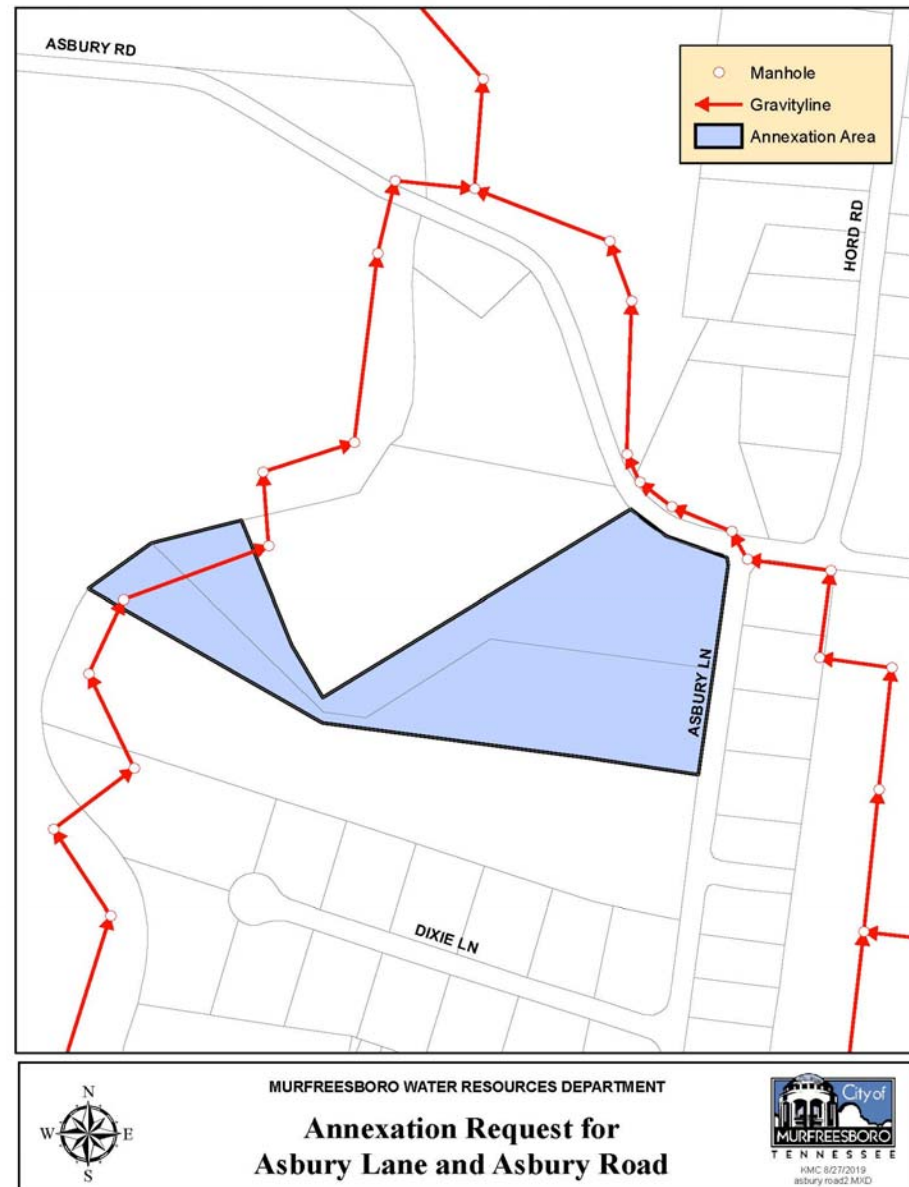 ASBURY RD
Manhole
Gravityline
Annexation Area
HORD RD
ASBURY LN
DIXIE LN
N
W E
S
MURFREESBORO WATER RESOURCES DEPARTMENT
Annexation Request for
Asbury Lane and Asbury Road
City of
MURFREESBORO
TENNESSEE
KMC 8/27/2019
asbury road2.MXD